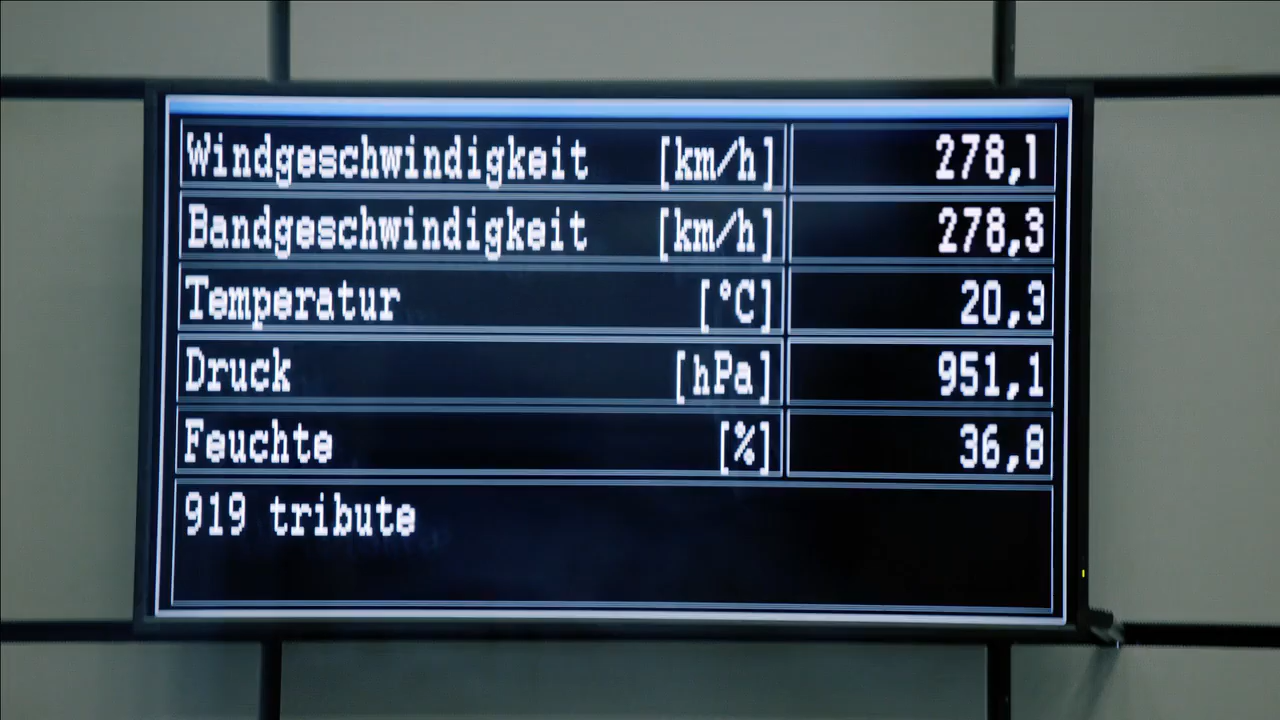 Windgeschwindigkeit [km/h] 278,1
Bandgeschwindigkeit [km/h] 278,3
Temperatur [°C] 20,3
Druck [hPa] 951,1
Feuchte [%] 36,8
919 tribute